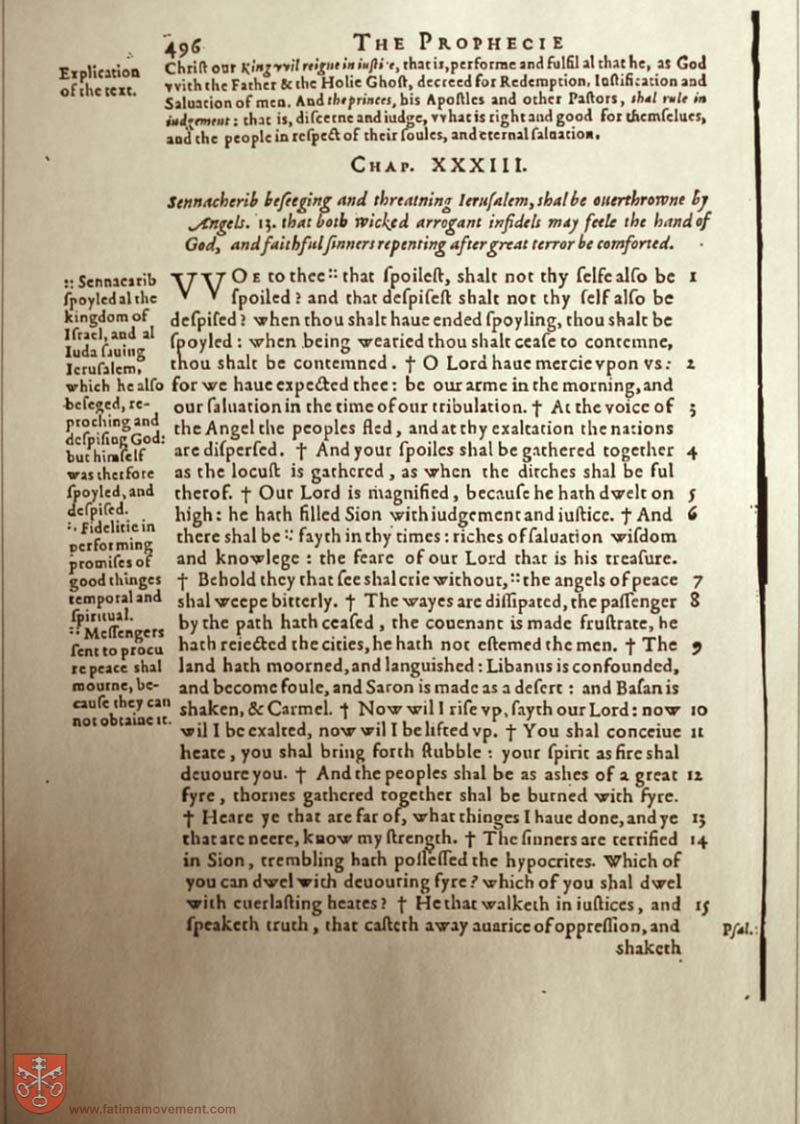 496
THE PROPHECIE
Explication
of the text.
Chriſt our King vvil reigne in iuſtice, that is, performe and fulfil al that he, as God
vvith the Father & the Holie Ghoſt, decreed for Redemption, Iuſtification and
Saluation of men. And the princes, his Apoſtles and other Paſtors, shal rule in
iudgement: that is, diſcerne and iudge, vvhat is right and good for themſelues,
and the people in reſpect of their ſoules, and eternal ſaluation.
CHAP. XXXIII.
Sennacherib beſeeging and threatning Ieruſalem, shal be ouerthrowne by
Angels. 13. that both wicked arrogant infidels may feele the hand of
God, and faithful ſinners repenting after great terror be comforted.
:: Sennacarib
ſpoyled al the
kingdom of
Iſrael, and al
Iuda ſauing
Ieruſalem,
which he alſo
beſeged, re-
proching and
deſpiſing God:
but himſelf
was therfore
ſpoyled, and
deſpiſed.
:. Fidelitie in
performing
promiſes of
good thinges
temporal and
ſpiritual.
:: Meſſengers
ſent to procu
re peace shal
mourne, be-
cauſe they can
not obtaine it.
VVOE to thee :: that ſpoileſt, shalt not thy ſelfe alſo be 1
ſpoiled? and that deſpiſeſt shalt not thy ſelf alſo be
deſpiſed? when thou shalt haue ended ſpoyling, thou shalt be
ſpoyled: when being wearied thou shalt ceaſe to contemne,
thou shalt be contemned. † O Lord haue mercie vpon vs: 2
for we haue expected thee: be our arme in the morning, and
our ſaluation in the time of our tribulation. † At the voice of 3
the Angel the peoples fled, and at thy exaltation the nations
are diſperſed. † And your ſpoiles shal be gathered together 4
as the locuſt is gathered, as when the ditches shal be ful
therof. † Our Lord is magnified, becauſe he hath dwelt on 5
high: he hath filled Sion with iudgement and iuſtice. † And 6
there shal be :: fayth in thy times: riches of ſaluation wiſdom
and knowlege: the feare of our Lord that is his treaſure.
† Behold they that ſee shal crie without, :: the angels of peace 7
shal weepe bitterly. † The wayes are diſſipated, the paſſenger 8
by the path hath ceaſed, the couenant is made fruſtrate, he
hath reiected the cities, he hath not eſtemed the men. † The 9
land hath moorned, and languished: Libanus is confounded,
and become foule, and Saron is made as a deſert: and Baſan is
shaken, & Carmel. † Now wil I riſe vp, ſayth our Lord: now 10
wil I be exalted, now wil I be lifted vp. † You shal conceiue 11
heate, you shal bring forth ſtubble: your ſpirit as fire shal
deuoure you. † And the peoples shal be as ashes of a great 12
fyre, thornes gathered together shal be burned with fyre.
† Heare ye that are far of, what thinges I haue done, and ye 13
that are neere, know my ſtrength. † The ſinners are terrified 14
in Sion, trembling hath poſſeſſed the hypocrites. Which of
you can dwel with deuouring fyre? which of you shal dwel
with euerlaſting heates? † He that walketh in iuſtices, and 15
ſpeaketh truth, that caſteth away auarice of oppreſſion, and
shaketh
Pſal.
www.fatimamovement.com